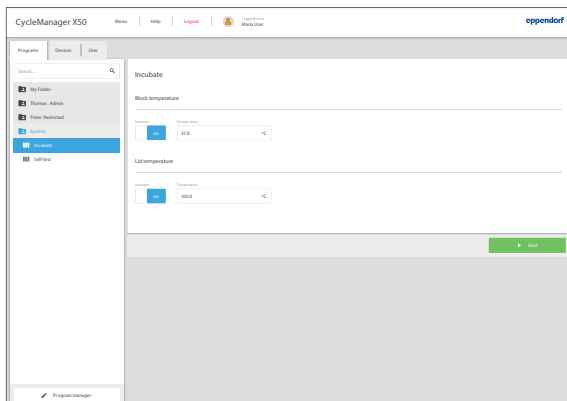 CycleManager X50
Menu
Help
Logout
Logged in as
Maria User
eppendorf
Programs
Devices
User
Search...
My Folder
Thomas Admin
Peter Restricted
System
Incubate
Selftest
Program manager
Incubate
Block temperature
Incubate
Temperature
on
37.0
°C
Lid temperature
Incubate
Temperature
on
105.0
°C
Start